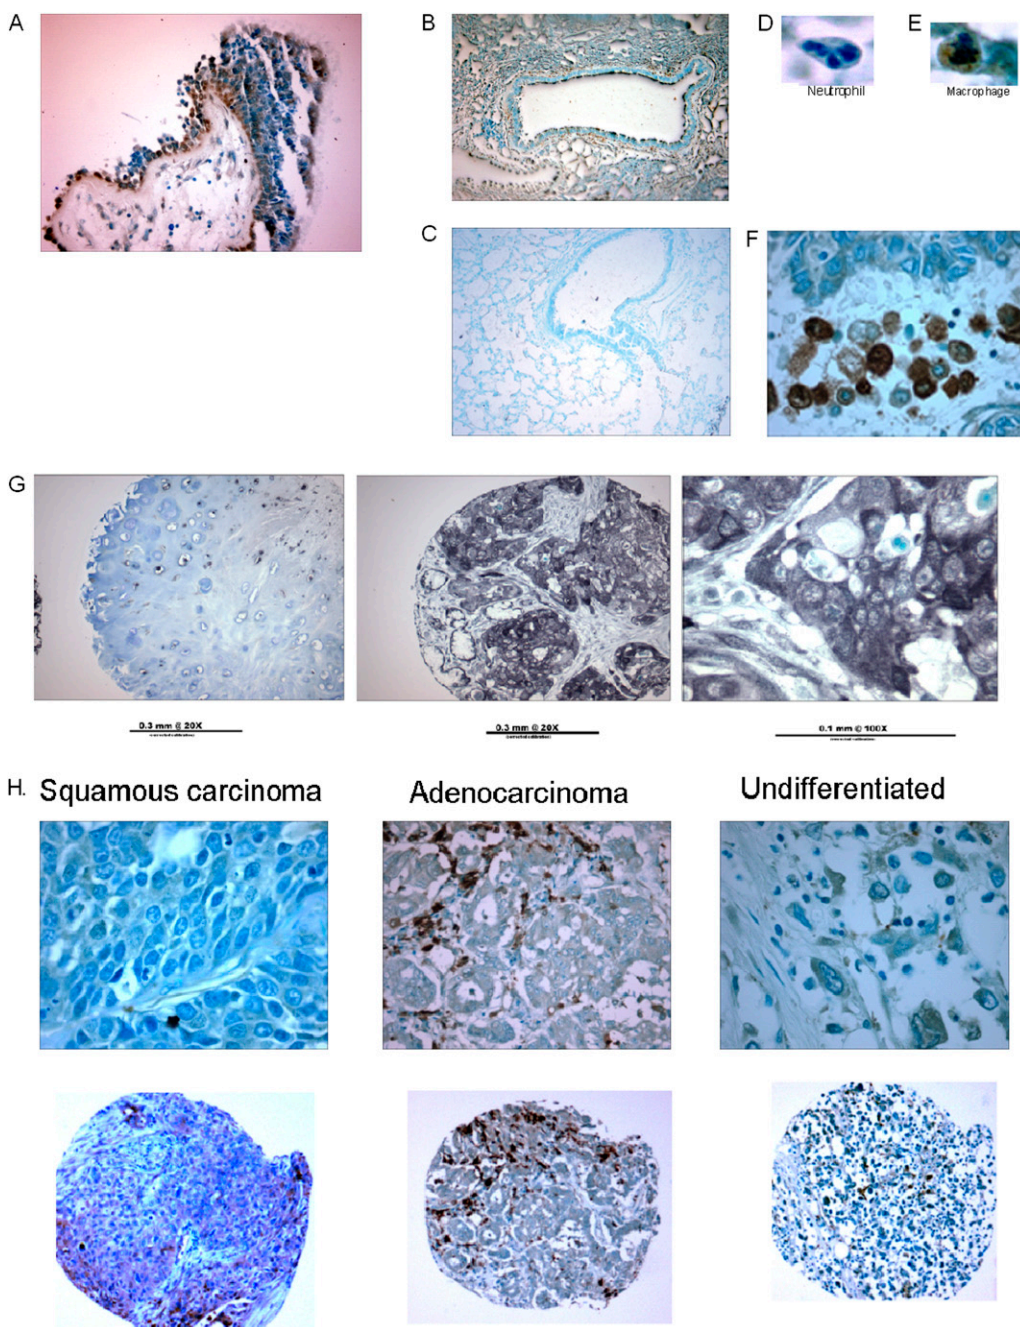 A
B
D
E
Neutrophil
Macrophage
C
F
G
0.3 mm @ 20X
0.3 mm @ 20X
0.1 mm @ 100X
H. Squamous carcinoma
Adenocarcinoma
Undifferentiated